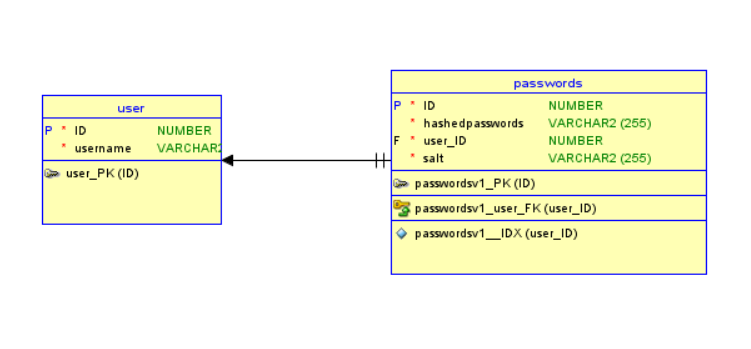 user
P * ID NUMBER
* username VARCHAR2
user_PK (ID)
passwords
P * ID NUMBER
* hashedpasswords VARCHAR2 (255)
F * user_ID NUMBER
* salt VARCHAR2 (255)
passwordsv1_PK (ID)
passwordsv1_user_FK (user_ID)
passwordsv1__IDX (user_ID)